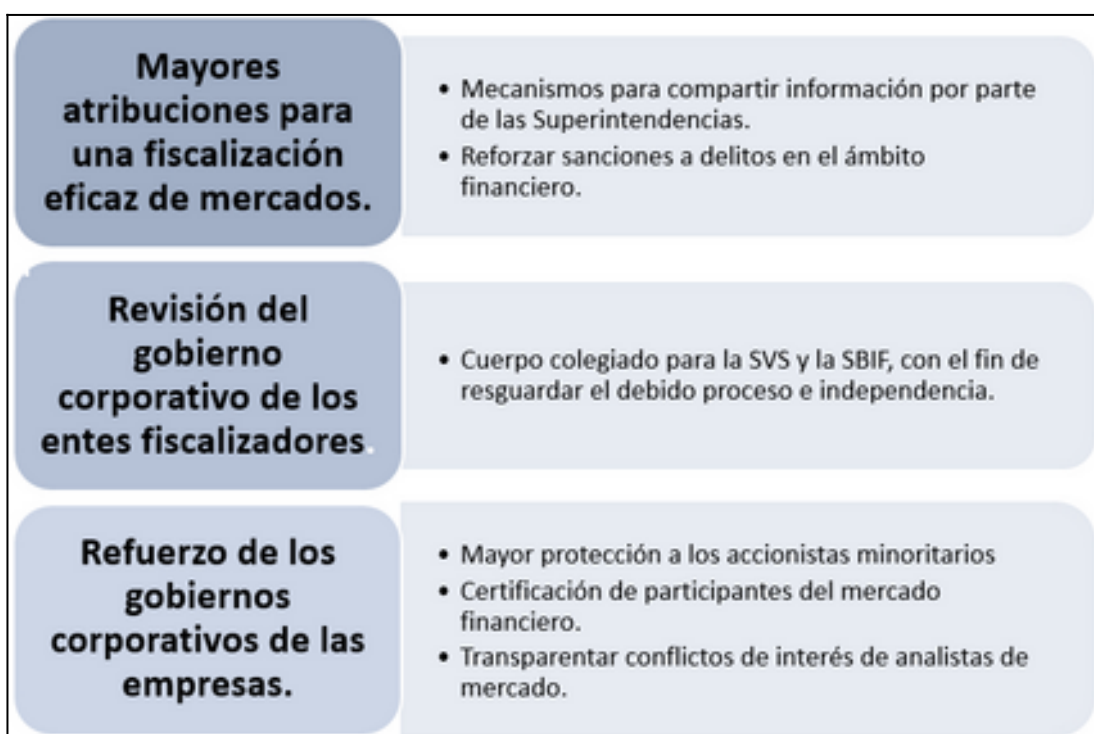 Mayores
atribuciones para
una fiscalización
eficaz de mercados.
• Mecanismos para compartir información por parte
de las Superintendencias.
• Reforzar sanciones a delitos en el ámbito
financiero.
Revisión del
gobierno
corporativo de los
entes fiscalizadores.
• Cuerpo colegiado para la SVS y la SBIF, con el fin de
resguardar el debido proceso e independencia.
Refuerzo de los
gobiernos
corporativos de las
empresas.
• Mayor protección a los accionistas minoritarios
• Certificación de participantes del mercado
financiero.
• Transparentar conflictos de interés de analistas de
mercado.